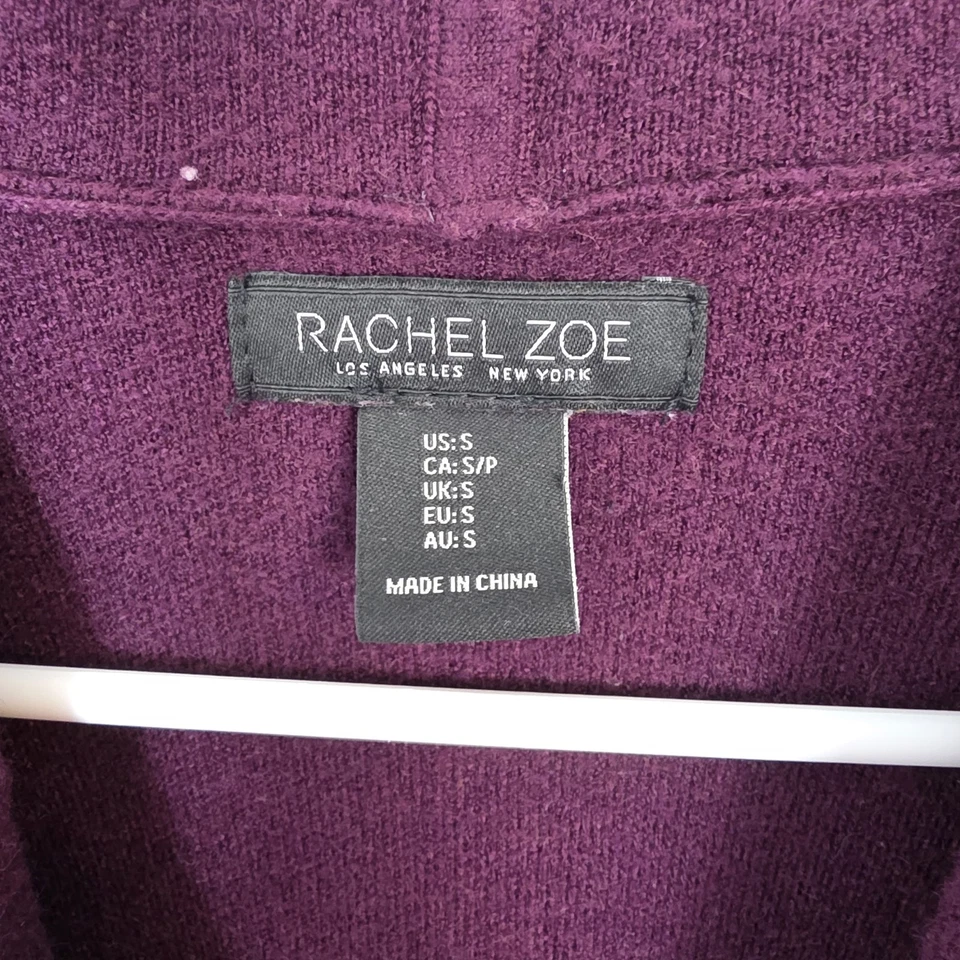 RACHEL ZOE
LOS ANGELES NEW YORK
US: S
CA: S/P
UK: S
EU: S
AU: S
MADE IN CHINA